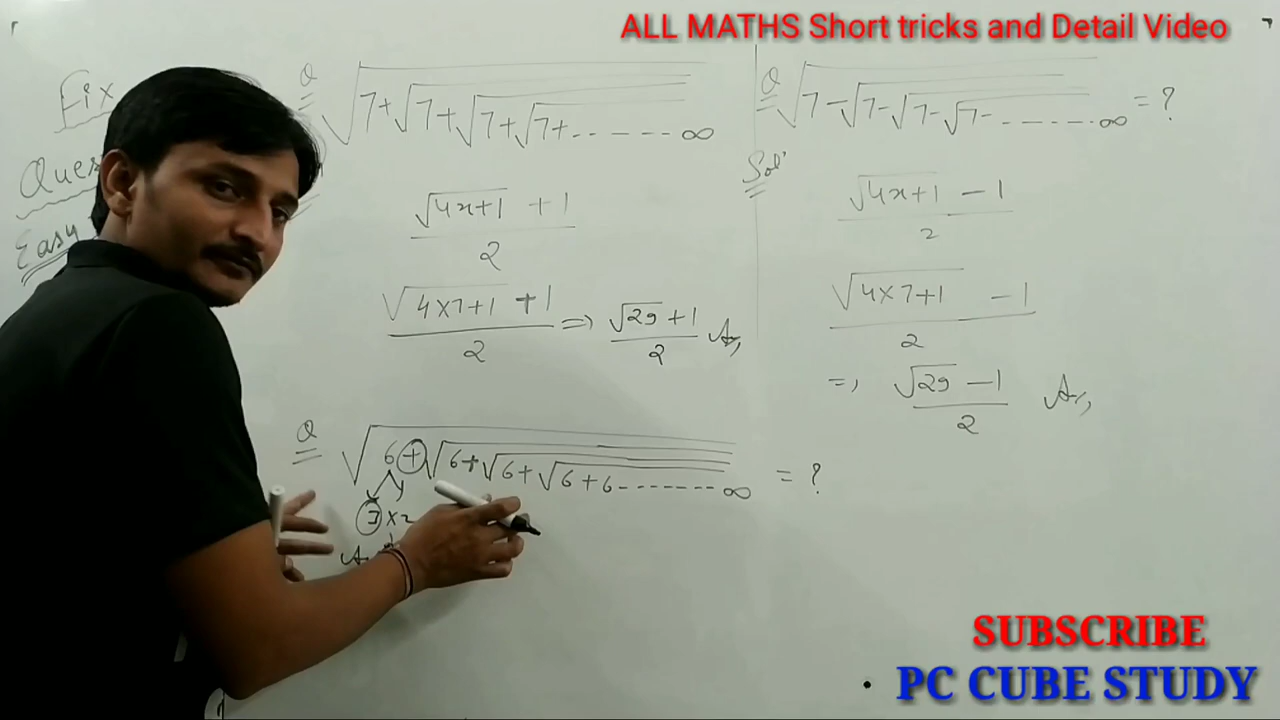 ALL MATHS Short tricks and Detail Video
Fix
Ques
Easy
Q √7+√7+√7+√7+------∞
√4x+1 +1
2
√4×7+1 +1
2
=> √29+1
2
Q √7-√7-√7-√7-......∞ = ?
Sol'
√4x+1 -1
2
√4×7+1 -1
2
=> √29 -1
2
Q √6+√6+√6+√6+6-------∞ = ?
3×2
SUBSCRIBE
PC CUBE STUDY